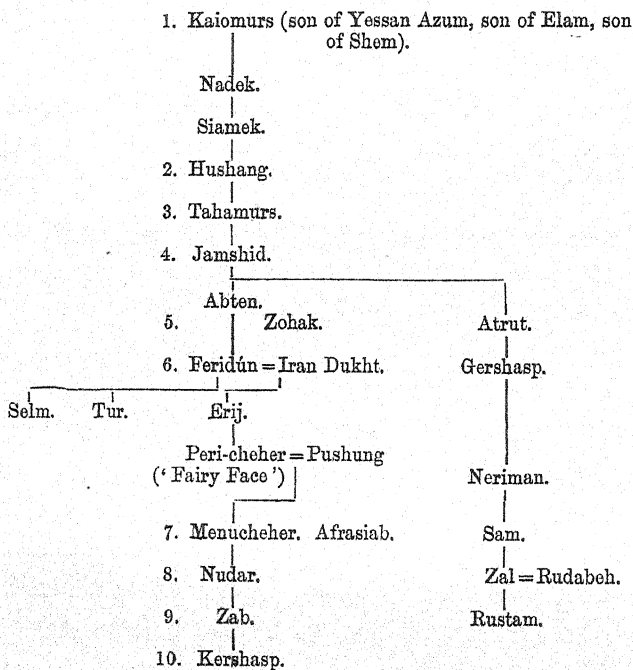 1. Kaiomurs (son of Yessan Azum, son of Elam, son
of Shem).
Nadek.
Siamek.
2. Hushang.
3. Tahamurs.
4. Jamshid.
Abten.
5. Zohak. Atrut.
6. Feridún = Iran Dukht. Gershasp.
Selm. Tur. Erij.
Peri-cheher = Pushung
(‘Fairy Face’) Neriman.
7. Menucheher. Afrasiab. Sam.
8. Nudar. Zal = Rudabeh.
9. Zab. Rustam.
10. Kershasp.